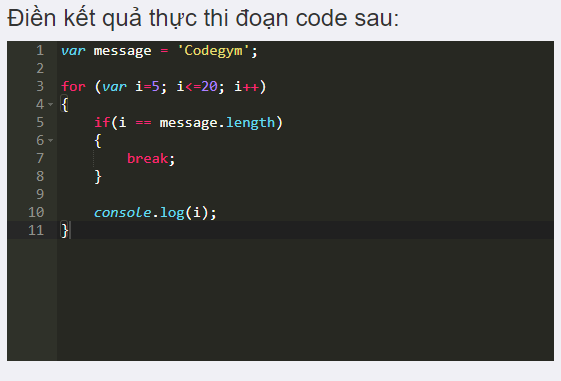 Điền kết quả thực thi đoạn code sau:
1 var message = 'Codegym';
2
3 for (var i=5; i<=20; i++)
4 {
5     if(i == message.length)
6     {
7         break;
8     }
9
10     console.log(i);
11 }